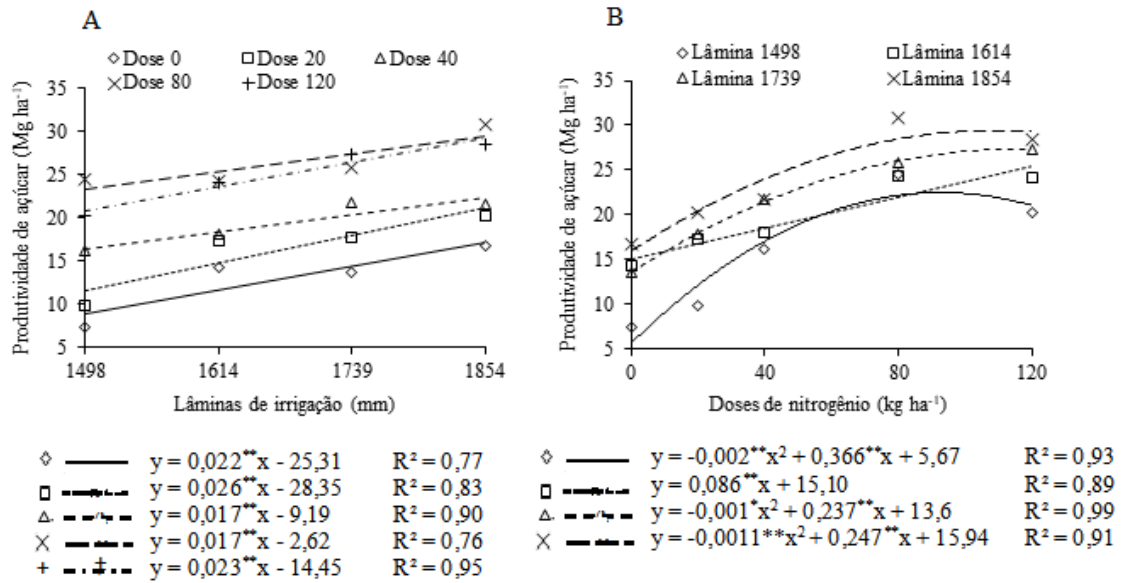 A
◇Dose 0 □Dose 20 △Dose 40
×Dose 80 +Dose 120
Produtividade de açúcar (Mg ha⁻¹)
35
30
25
20
15
10
5
1498 1614 1739 1854
Lâminas de irrigação (mm)
y = 0,022**x - 25,31 R² = 0,77
y = 0,026**x - 28,35 R² = 0,83
y = 0,017**x - 9,19 R² = 0,90
y = 0,017**x - 2,62 R² = 0,76
y = 0,023**x - 14,45 R² = 0,95
B
◇Lâmina 1498 □Lâmina 1614
△Lâmina 1739 ×Lâmina 1854
Produtividade de açúcar (Mg ha⁻¹)
35
30
25
20
15
10
5
0 40 80 120
Doses de nitrogênio (kg ha⁻¹)
y = -0,002**x² + 0,366**x + 5,67 R² = 0,93
y = 0,086**x + 15,10 R² = 0,89
y = -0,001*x² + 0,237**x + 13,6 R² = 0,99
y = -0,0011**x² + 0,247**x + 15,94 R² = 0,91